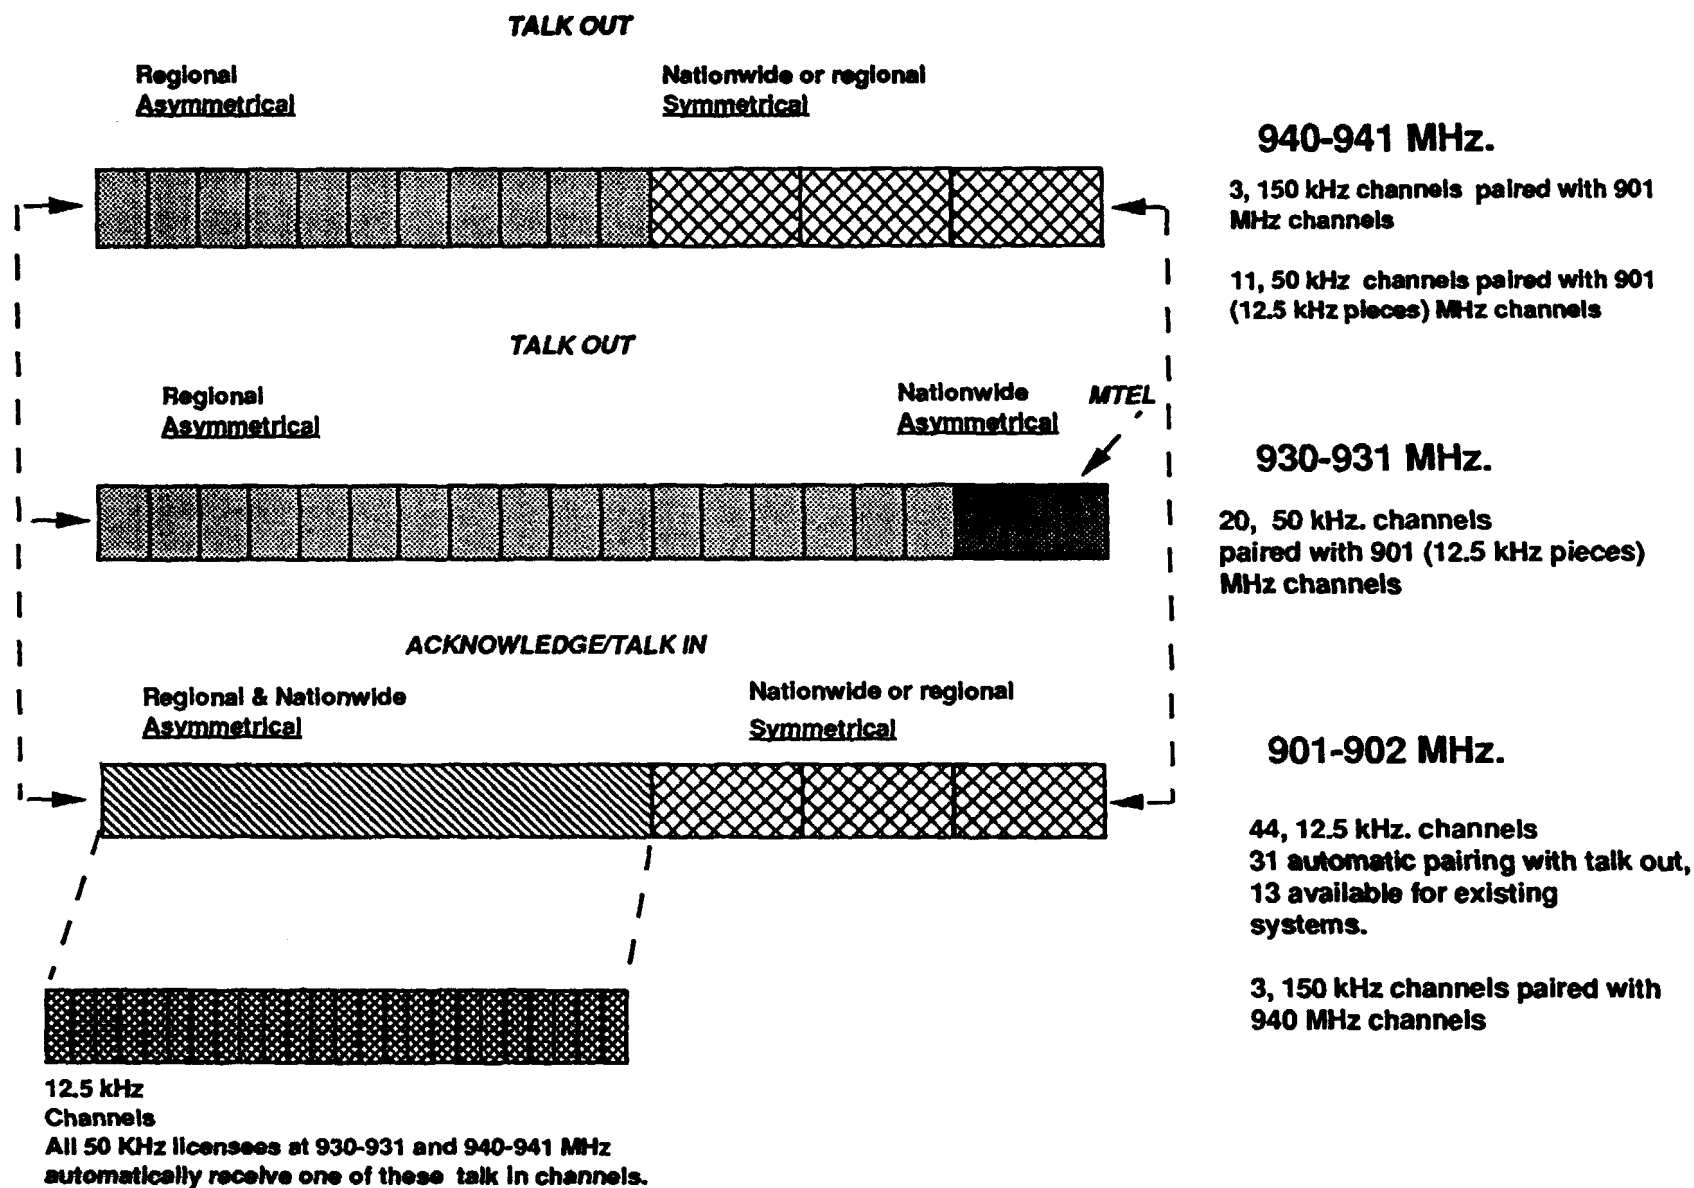 TALK OUT
Regional
Asymmetrical
Nationwide or regional
Symmetrical
940-941 MHz.
3, 150 kHz channels paired with 901
MHz channels
11, 50 kHz channels paired with 901
(12.5 kHz pieces) MHz channels
TALK OUT
Regional
Asymmetrical
Nationwide
Asymmetrical
MTEL
930-931 MHz.
20, 50 kHz. channels
paired with 901 (12.5 kHz pieces)
MHz channels
ACKNOWLEDGE/TALK IN
Regional & Nationwide
Asymmetrical
Nationwide or regional
Symmetrical
901-902 MHz.
44, 12.5 kHz. channels
31 automatic pairing with talk out,
13 available for existing
systems.
3, 150 kHz channels paired with
940 MHz channels
12.5 kHz
Channels
All 50 KHz licensees at 930-931 and 940-941 MHz
automatically receive one of these talk in channels.